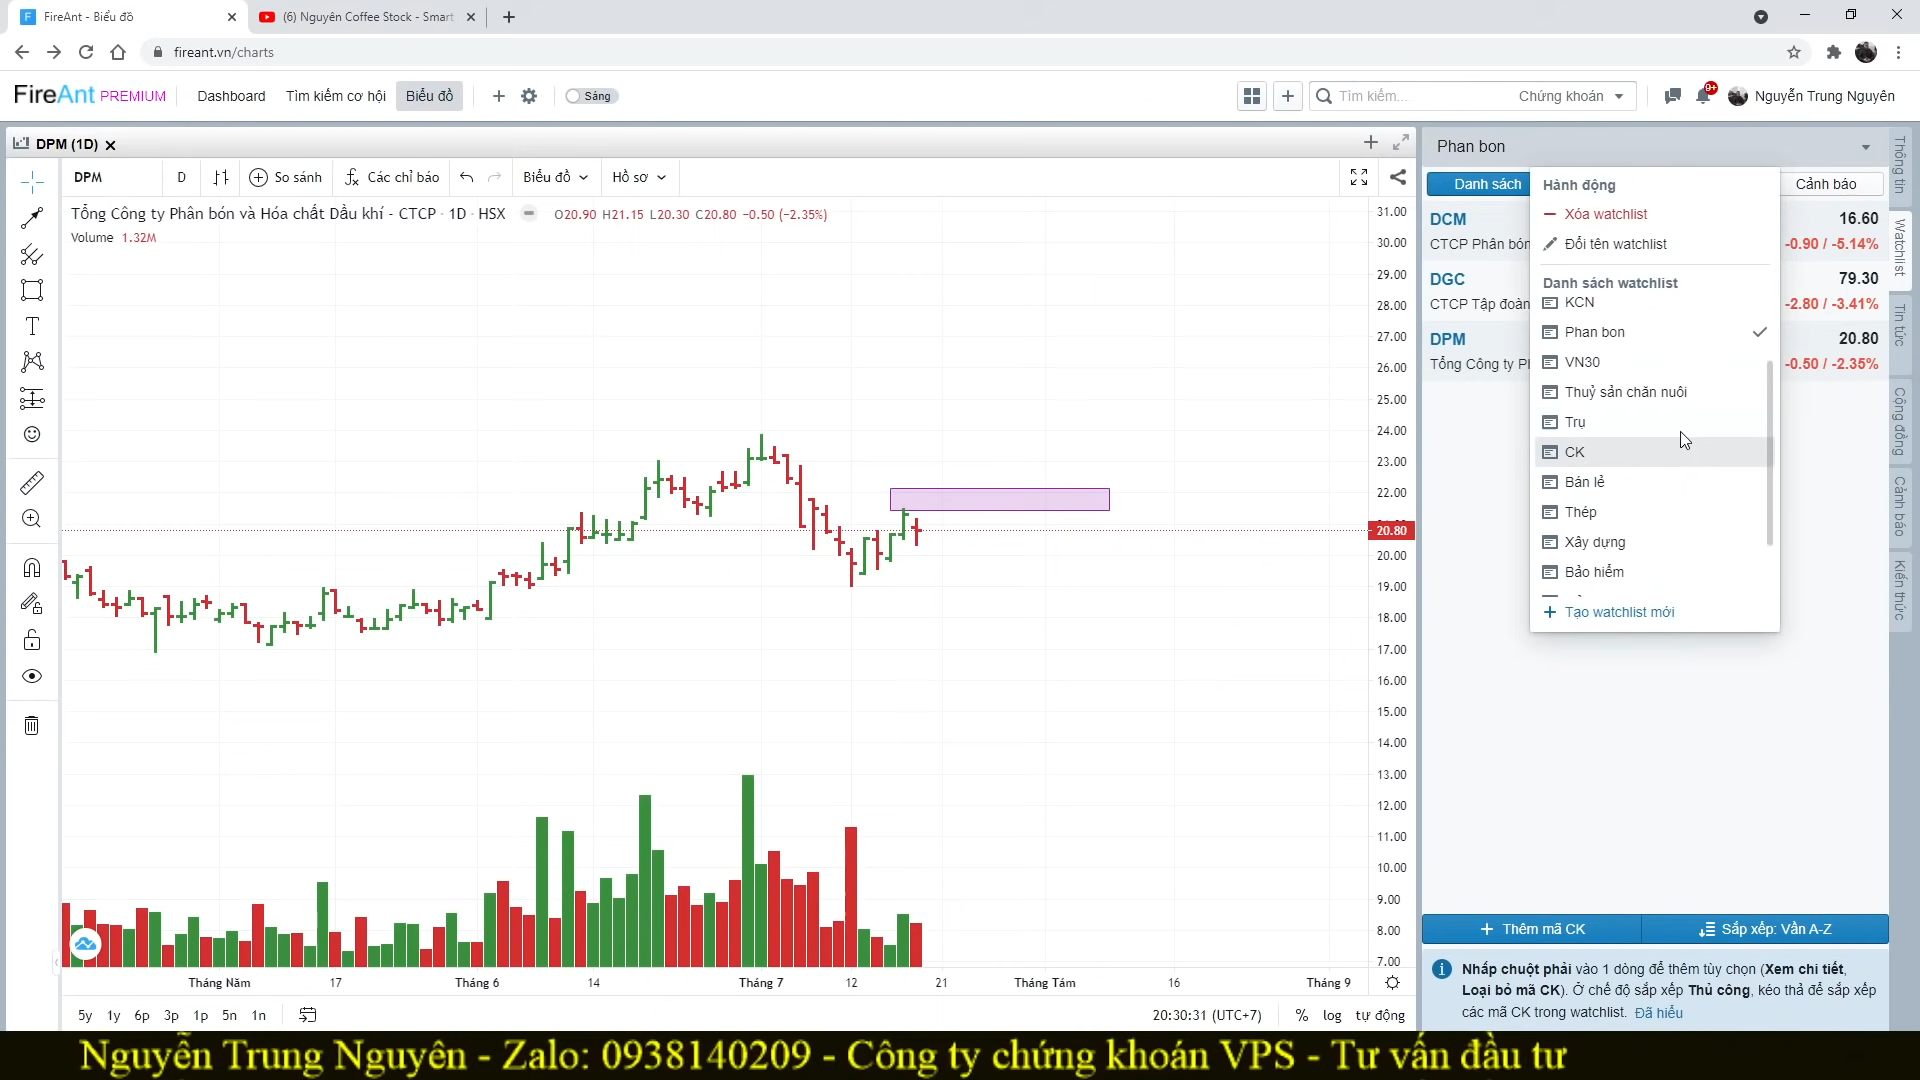 FireAnt - Biểu đồ
(6) Nguyên Coffee Stock - Smart
fireant.vn/charts
FireAnt PREMIUM
Dashboard
Tìm kiếm cơ hội
Biểu đồ
Sáng
Tìm kiếm...
Chứng khoán
9+
Nguyễn Trung Nguyên
DPM (1D)
DPM
D
So sánh
Các chỉ báo
Biểu đồ
Hồ sơ
Tổng Công ty Phân bón và Hóa chất Dầu khí - CTCP · 1D · HSX
O20.90 H21.15 L20.30 C20.80 −0.50 (−2.35%)
Volume 1.32M
31.00
30.00
29.00
28.00
27.00
26.00
25.00
24.00
23.00
22.00
20.80
20.00
19.00
18.00
17.00
16.00
15.00
14.00
13.00
12.00
11.00
10.00
9.00
8.00
7.00
Tháng Năm
17
Tháng 6
14
Tháng 7
12
21
Tháng Tám
16
Tháng 9
5y
1y
6p
3p
1p
5n
1n
20:30:31 (UTC+7)
%
log
tự động
Phan bon
Danh sách
Cảnh báo
DCM
16.60
CTCP Phân bón
-0.90 / -5.14%
DGC
79.30
CTCP Tập đoàn
-2.80 / -3.41%
DPM
20.80
Tổng Công ty Ph
-0.50 / -2.35%
Hành động
Xóa watchlist
Đổi tên watchlist
Danh sách watchlist
KCN
Phan bon
VN30
Thuỷ sản chăn nuôi
Trụ
CK
Bán lẻ
Thép
Xây dựng
Bảo hiểm
Tạo watchlist mới
Thêm mã CK
Sắp xếp: Vần A-Z
Nhấp chuột phải vào 1 dòng để thêm tùy chọn (Xem chi tiết,
Loại bỏ mã CK). Ở chế độ sắp xếp Thủ công, kéo thả để sắp xếp
các mã CK trong watchlist. Đã hiểu
Thông tin
Watchlist
Tin tức
Cộng đồng
Cảnh báo
Kiến thức
Nguyễn Trung Nguyên - Zalo: 0938140209 - Công ty chứng khoán VPS - Tư vấn đầu tư